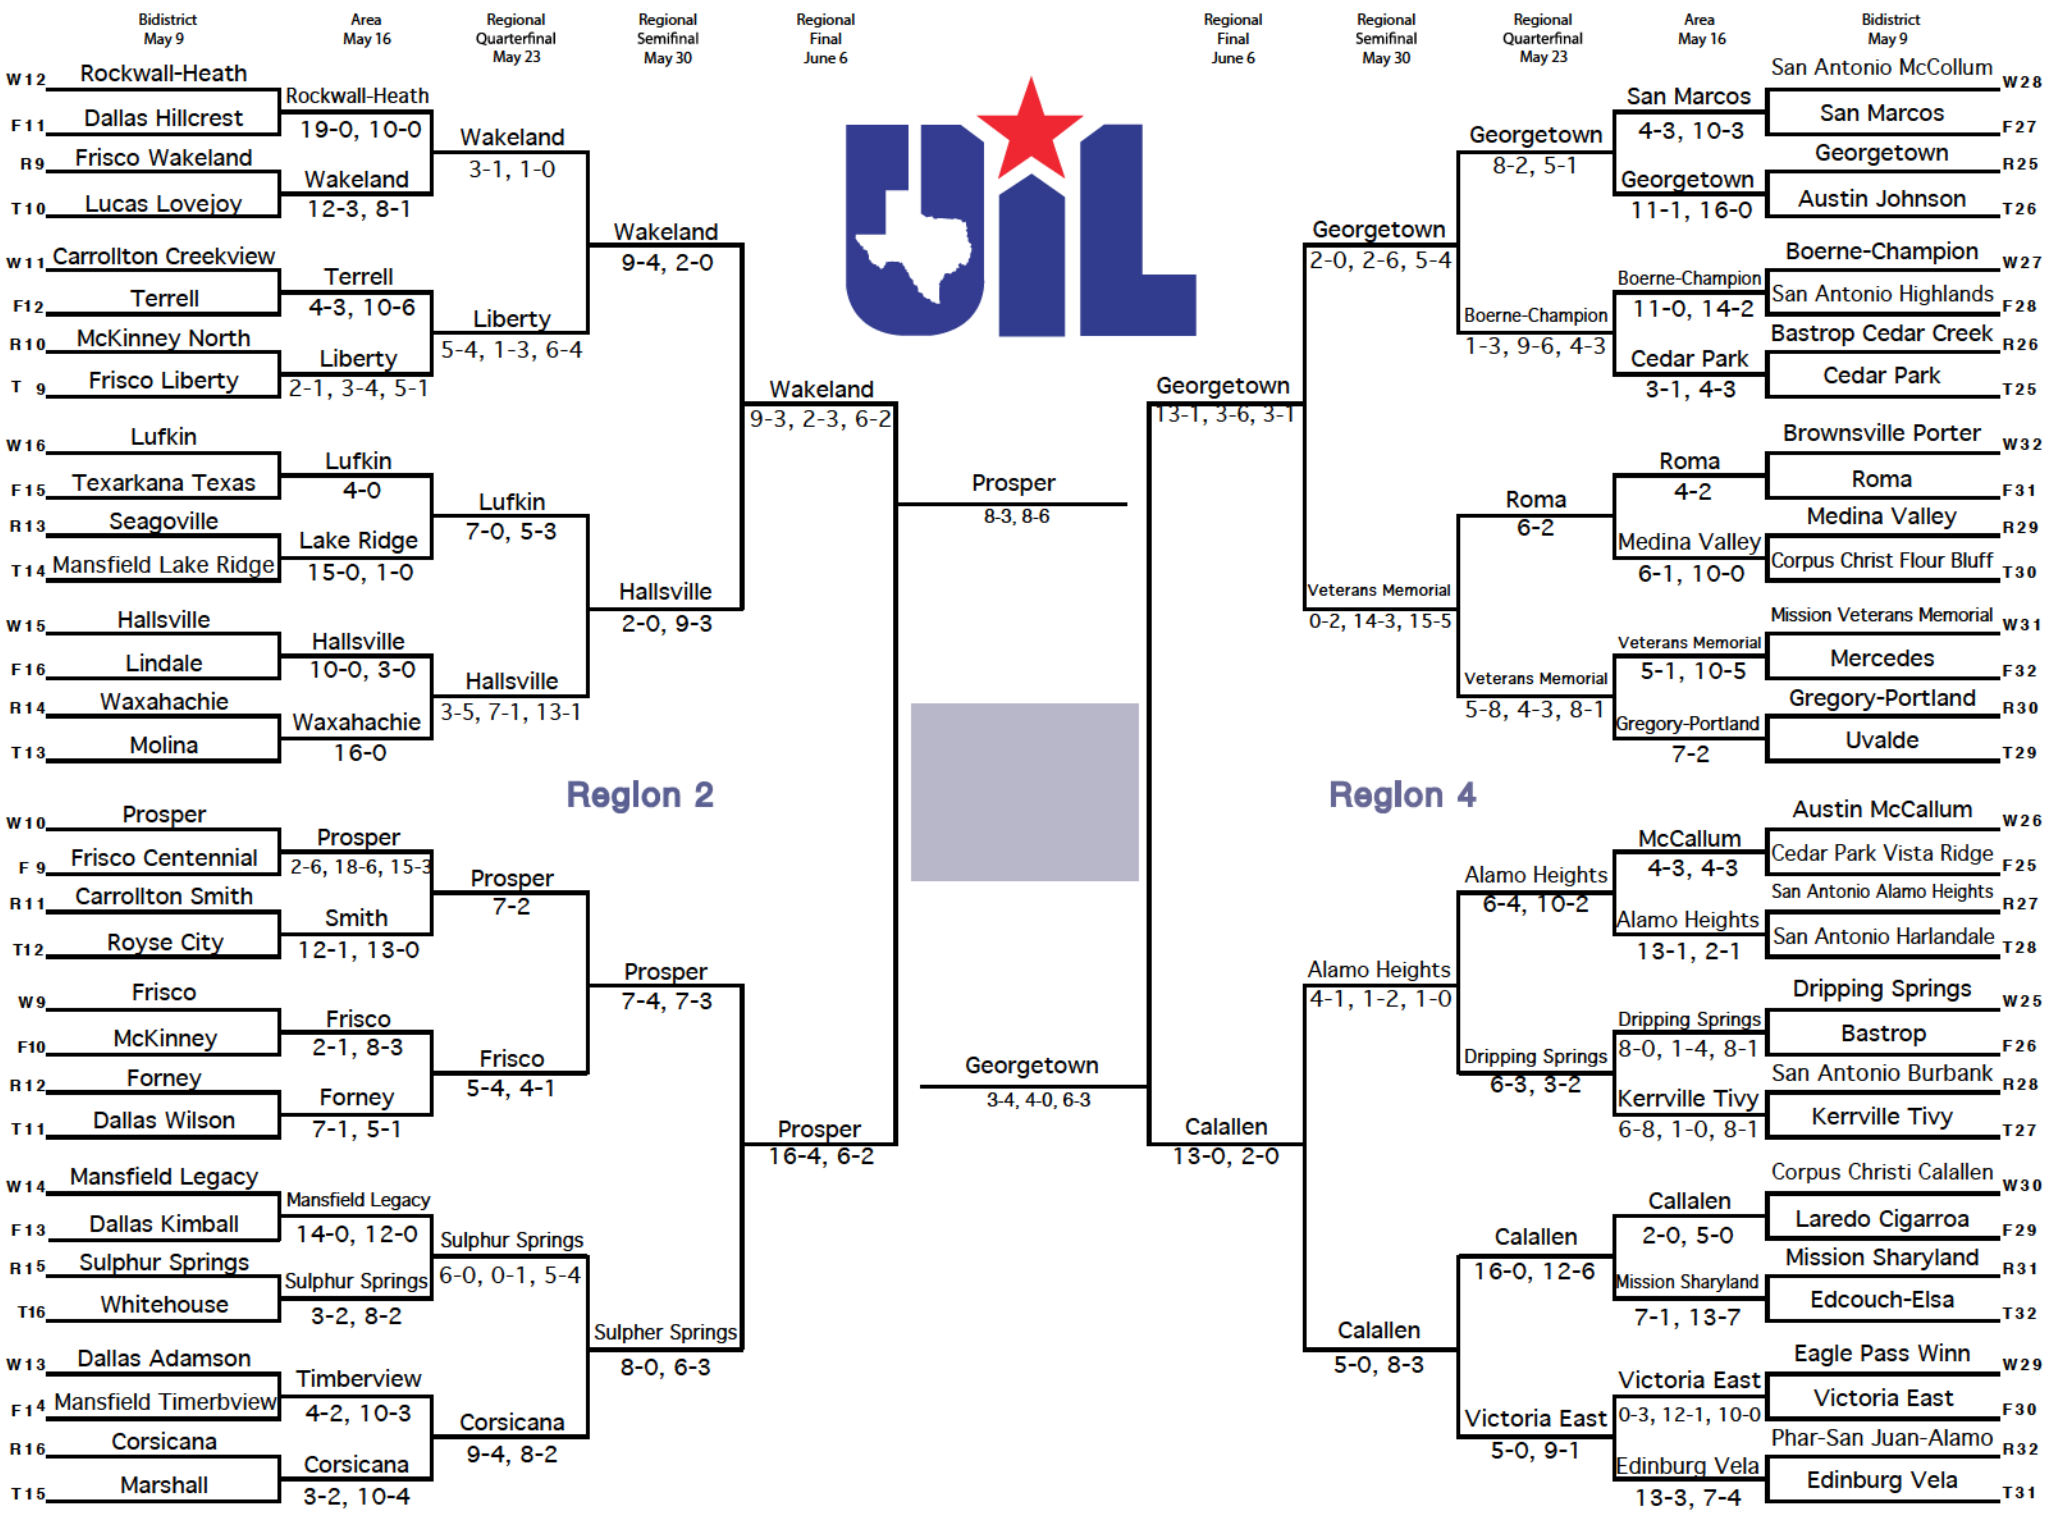 Bidistrict
May 9
Area
May 16
Regional
Quarterfinal
May 23
Regional
Semifinal
May 30
Regional
Final
June 6
Regional
Final
June 6
Regional
Semifinal
May 30
Regional
Quarterfinal
May 23
Area
May 16
Bidistrict
May 9
W12 Rockwall-Heath
F11 Dallas Hillcrest
R9 Frisco Wakeland
T10 Lucas Lovejoy
W11 Carrollton Creekview
F12 Terrell
R10 McKinney North
T 9 Frisco Liberty
W16 Lufkin
F15 Texarkana Texas
R13 Seagoville
T14 Mansfield Lake Ridge
W15 Hallsville
F16 Lindale
R14 Waxahachie
T13 Molina
W10 Prosper
F 9 Frisco Centennial
R11 Carrollton Smith
T12 Royse City
W9 Frisco
F10 McKinney
R12 Forney
T11 Dallas Wilson
W14 Mansfield Legacy
F13 Dallas Kimball
R15 Sulphur Springs
T16 Whitehouse
W13 Dallas Adamson
F14 Mansfield Timerbview
R16 Corsicana
T15 Marshall
Rockwall-Heath
19-0, 10-0
Wakeland
12-3, 8-1
Terrell
4-3, 10-6
Liberty
2-1, 3-4, 5-1
Lufkin
4-0
Lake Ridge
15-0, 1-0
Hallsville
10-0, 3-0
Waxahachie
16-0
Prosper
2-6, 18-6, 15-3
Smith
12-1, 13-0
Frisco
2-1, 8-3
Forney
7-1, 5-1
Mansfield Legacy
14-0, 12-0
Sulphur Springs
3-2, 8-2
Timberview
4-2, 10-3
Corsicana
3-2, 10-4
Wakeland
3-1, 1-0
Liberty
5-4, 1-3, 6-4
Lufkin
7-0, 5-3
Hallsville
3-5, 7-1, 13-1
Prosper
7-2
Frisco
5-4, 4-1
Sulphur Springs
6-0, 0-1, 5-4
Corsicana
9-4, 8-2
Wakeland
9-4, 2-0
Hallsville
2-0, 9-3
Region 2
Prosper
7-4, 7-3
Sulpher Springs
8-0, 6-3
Wakeland
9-3, 2-3, 6-2
Prosper
16-4, 6-2
UIL
Prosper
8-3, 8-6
Georgetown
3-4, 4-0, 6-3
Georgetown
13-1, 3-6, 3-1
Calallen
13-0, 2-0
Georgetown
2-0, 2-6, 5-4
Veterans Memorial
0-2, 14-3, 15-5
Region 4
Alamo Heights
4-1, 1-2, 1-0
Calallen
5-0, 8-3
Georgetown
8-2, 5-1
Boerne-Champion
1-3, 9-6, 4-3
Roma
6-2
Veterans Memorial
5-8, 4-3, 8-1
Alamo Heights
6-4, 10-2
Dripping Springs
6-3, 3-2
Calallen
16-0, 12-6
Victoria East
5-0, 9-1
San Marcos
4-3, 10-3
Georgetown
11-1, 16-0
Boerne-Champion
11-0, 14-2
Cedar Park
3-1, 4-3
Roma
4-2
Medina Valley
6-1, 10-0
Veterans Memorial
5-1, 10-5
Gregory-Portland
7-2
McCallum
4-3, 4-3
Alamo Heights
13-1, 2-1
Dripping Springs
8-0, 1-4, 8-1
Kerrville Tivy
6-8, 1-0, 8-1
Callalen
2-0, 5-0
Mission Sharyland
7-1, 13-7
Victoria East
0-3, 12-1, 10-0
Edinburg Vela
13-3, 7-4
San Antonio McCollum W28
San Marcos F27
Georgetown R25
Austin Johnson T26
Boerne-Champion W27
San Antonio Highlands F28
Bastrop Cedar Creek R26
Cedar Park T25
Brownsville Porter W32
Roma F31
Medina Valley R29
Corpus Christ Flour Bluff T30
Mission Veterans Memorial W31
Mercedes F32
Gregory-Portland R30
Uvalde T29
Austin McCallum W26
Cedar Park Vista Ridge F25
San Antonio Alamo Heights R27
San Antonio Harlandale T28
Dripping Springs W25
Bastrop F26
San Antonio Burbank R28
Kerrville Tivy T27
Corpus Christi Calallen W30
Laredo Cigarroa F29
Mission Sharyland R31
Edcouch-Elsa T32
Eagle Pass Winn W29
Victoria East F30
Phar-San Juan-Alamo R32
Edinburg Vela T31